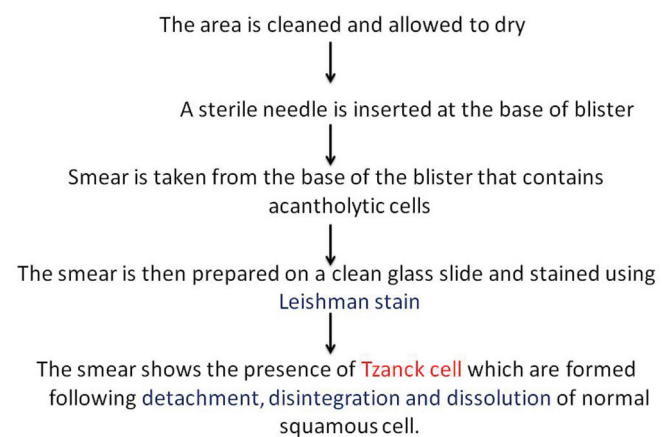 The area is cleaned and allowed to dry
A sterile needle is inserted at the base of blister
Smear is taken from the base of the blister that contains
acantholytic cells
The smear is then prepared on a clean glass slide and stained using
Leishman stain
The smear shows the presence of Tzanck cell which are formed
following detachment, disintegration and dissolution of normal
squamous cell.